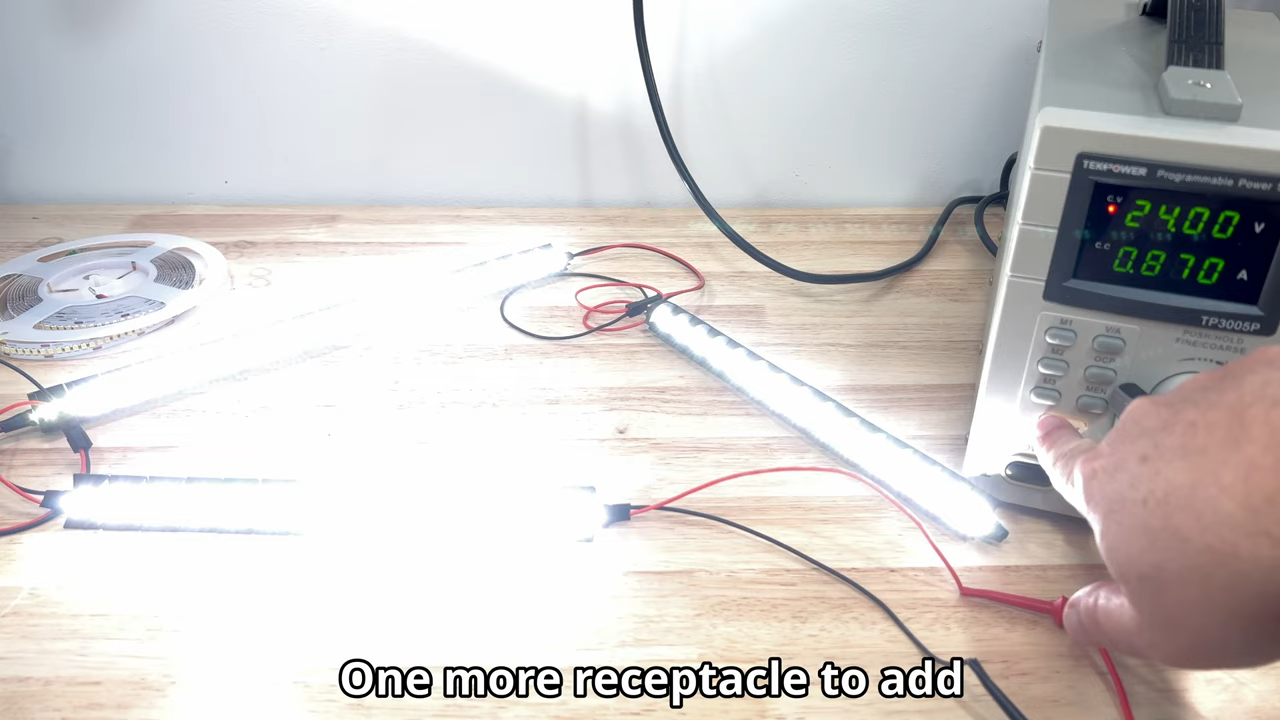 TEKPOWER Programmable Power
C.V
24.00 V
C.C
0.870 A
TP3005P
M1 V/A
PUSH/HOLD
FINE/COARSE
M2 OCP
M3 MEN
One more receptacle to add